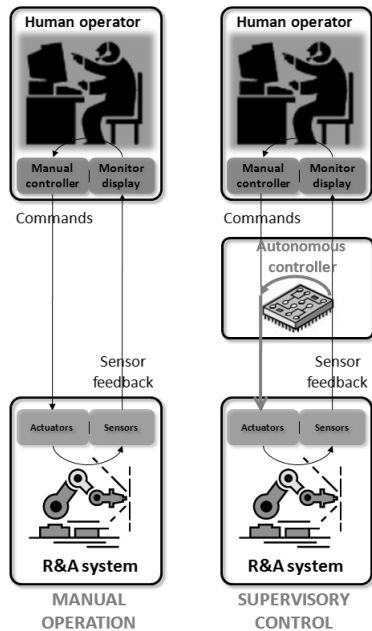 Human operator
Manual controller
Monitor display
Commands
Sensor feedback
Actuators
Sensors
R&A system
MANUAL OPERATION
Human operator
Manual controller
Monitor display
Commands
Autonomous controller
Sensor feedback
Actuators
Sensors
R&A system
SUPERVISORY CONTROL